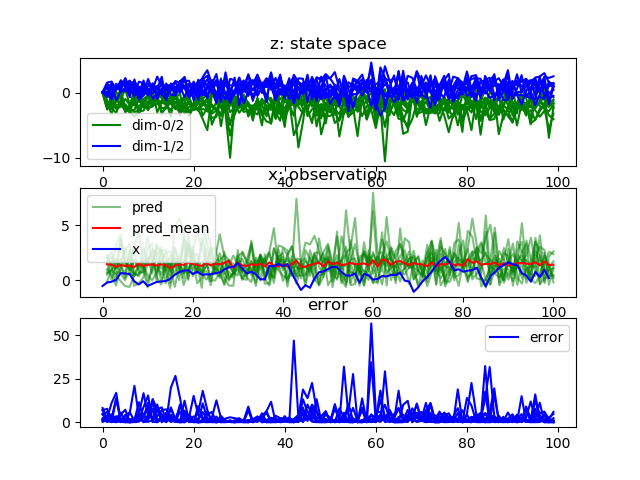 z: state space
0
−10
dim-0/2
dim-1/2
0 20 40 60 80 100
x: observation
5
0
pred
pred_mean
x
0 20 40 60 80 100
error
50
25
0
error
0 20 40 60 80 100